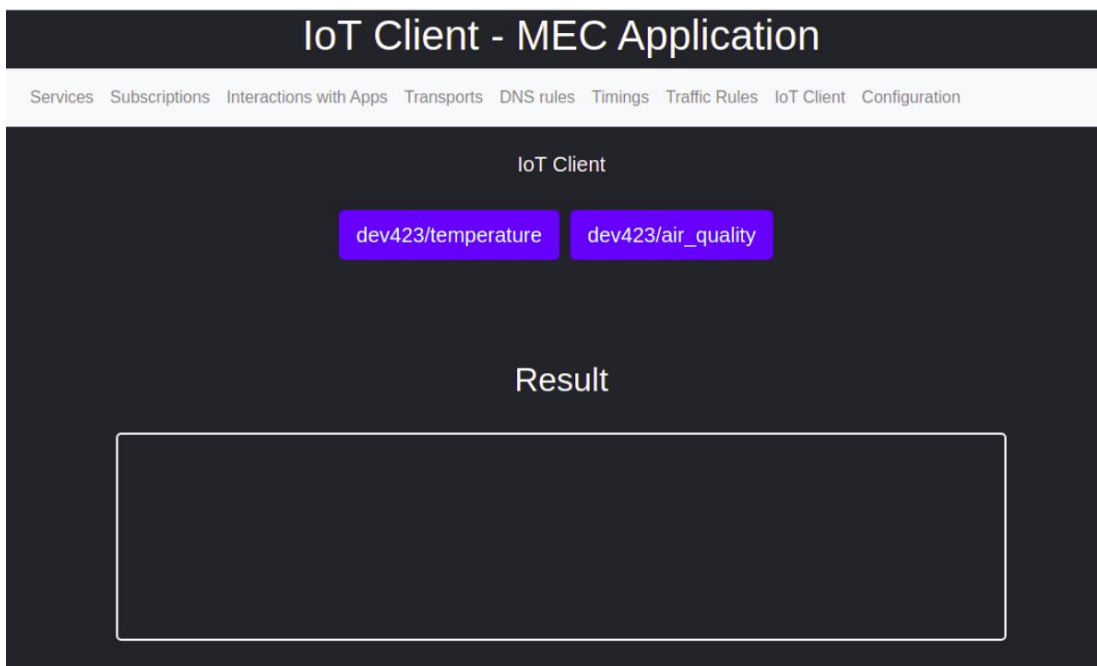 IoT Client - MEC Application
Services Subscriptions Interactions with Apps Transports DNS rules Timings Traffic Rules IoT Client Configuration
IoT Client
dev423/temperature dev423/air_quality
Result